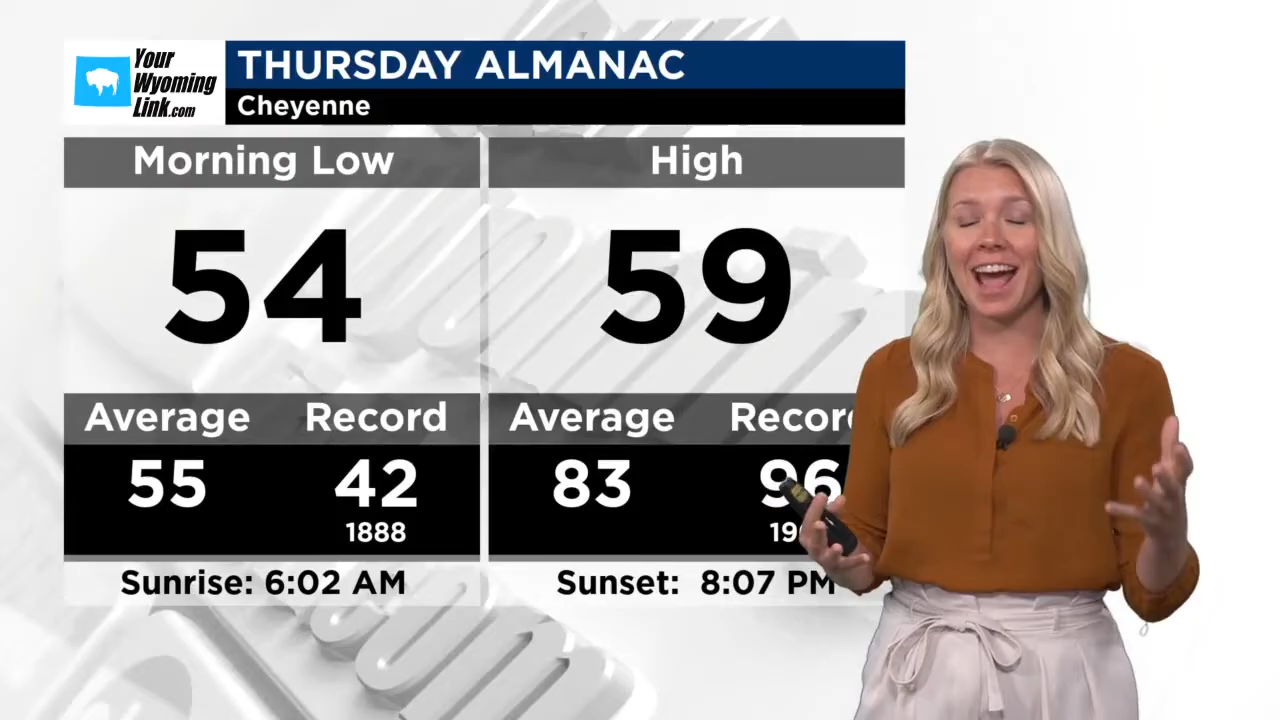 Your
Wyoming
Link.com
THURSDAY ALMANAC
Cheyenne
Morning Low
High
54
59
Average Record
Average
55 42
83 96
1888
Sunrise: 6:02 AM
Sunset: 8:07 PM